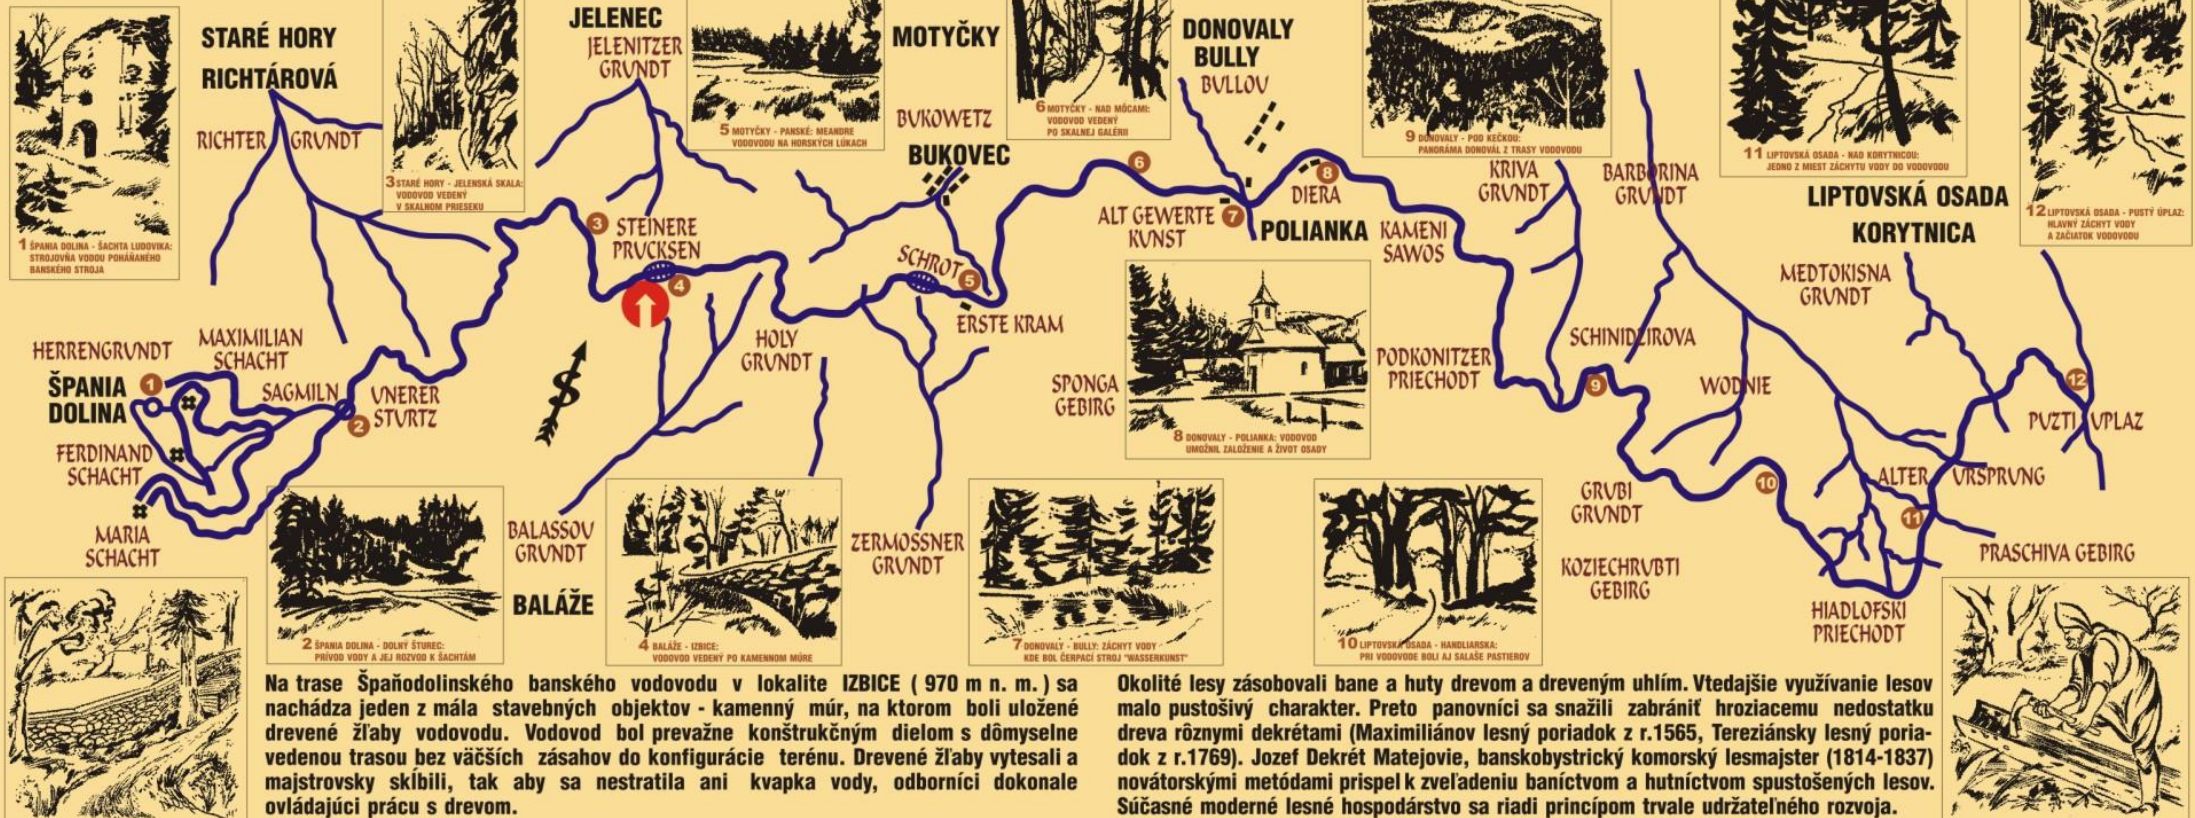 STARÉ HORY
RICHTÁROVÁ
RICHTER GRUNDT
JELENEC
JELENITZER
GRUNDT
MOTYČKY
BUKOWETZ
BUKOVEC
DONOVALY
BULLY
BULLOU
1 ŠPANIA DOLINA - ŠACHTA LUDOVIKA:
STROJOVŇA VODOU POHÁŇANÉHO
BANSKÉHO STROJA
3 STARÉ HORY - JELENSKÁ SKALA:
VODOVOD VEDENÝ
V SKALNOM PRIESEKU
5 MOTYČKY - PANSKÉ: MEANDRE
VODOVODU NA HORSKÝCH LÚKACH
6 MOTYČKY - NAD MÔCAMI:
VODOVOD VEDENÝ
PO SKALNEJ GALÉRII
9 DONOVALY - POD KEČKOU:
PANORÁMA DONOVÁL Z TRASY VODOVODU
11 LIPTOVSKÁ OSADA - NAD KORYTNICOU:
JEDNO Z MIEST ZÁCHYTU VODY DO VODOVODU
12 LIPTOVSKÁ OSADA - PUSTÝ ÚPLAZ:
HLAVNÝ ZÁCHYT VODY
A ZAČIATOK VODOVODU
KRIVA
GRUNDT
BARBORINA
GRUNDT
LIPTOVSKÁ OSADA
KORYTNICA
MEDTOKISNA
GRUNDT
3
STEINERE
PRUCKSEN
4
SCHROT
5
ERSTE KRAM
6
ALT GEWERTE
KUNST
7
8
DIERA
POLIANKA
KAMENI
SAWOS
HERRENGRUNDT
MAXIMILIAN
SCHACHT
ŠPANIA
DOLINA
1
SAGMILN
2
UNERER
STURTZ
FERDINAND
SCHACHT
MARIA
SCHACHT
S
HOLY
GRUNDT
SPONGA
GEBIRG
8 DONOVALY - POLIANKA: VODOVOD
UMOŽNIL ZALOŽENIE A ŽIVOT OSADY
PODKONITZER
PRIECHODT
SCHINIDZIROVA
9
WODNIE
12
PUZTI UPLAZ
10
ALTER URSPRUNG
11
GRUBI
GRUNDT
PRASCHIVA GEBIRG
KOZIECHRUBTI
GEBIRG
HIADLOFSKI
PRIECHODT
BALASSOU
GRUNDT
BALÁŽE
ZERMOSSNER
GRUNDT
2 ŠPANIA DOLINA - DOLNÝ ŠTUREC:
PRÍVOD VODY A JEJ ROZVOD K ŠACHTÁM
4 BALÁŽE - IZBICE:
VODOVOD VEDENÝ PO KAMENNOM MÚRE
7 DONOVALY - BULLY: ZÁCHYT VODY
KDE BOL ČERPACÍ STROJ "WASSERKUNST"
10 LIPTOVSKÁ OSADA - HANDLIARSKA:
PRI VODOVODE BOLI AJ SALAŠE PASTIEROV
Na trase Špaňodolinského banského vodovodu v lokalite IZBICE ( 970 m n. m. ) sa
nachádza jeden z mála stavebných objektov - kamenný múr, na ktorom boli uložené
drevené žľaby vodovodu. Vodovod bol prevažne konštrukčným dielom s dômyselne
vedenou trasou bez väčších zásahov do konfigurácie terénu. Drevené žľaby vytesali a
majstrovsky skĺbili, tak aby sa nestratila ani kvapka vody, odborníci dokonale
ovládajúci prácu s drevom.
Okolité lesy zásobovali bane a huty drevom a dreveným uhlím. Vtedajšie využívanie lesov
malo pustošivý charakter. Preto panovníci sa snažili zabrániť hroziacemu nedostatku
dreva rôznymi dekrétami (Maximiliánov lesný poriadok z r.1565, Tereziánsky lesný poria-
dok z r.1769). Jozef Dekrét Matejovie, banskobystrický komorský lesmajster (1814-1837)
novátorskými metódami prispel k zveľadeniu baníctvom a hutníctvom spustošených lesov.
Súčasné moderné lesné hospodárstvo sa riadi princípom trvale udržateľného rozvoja.